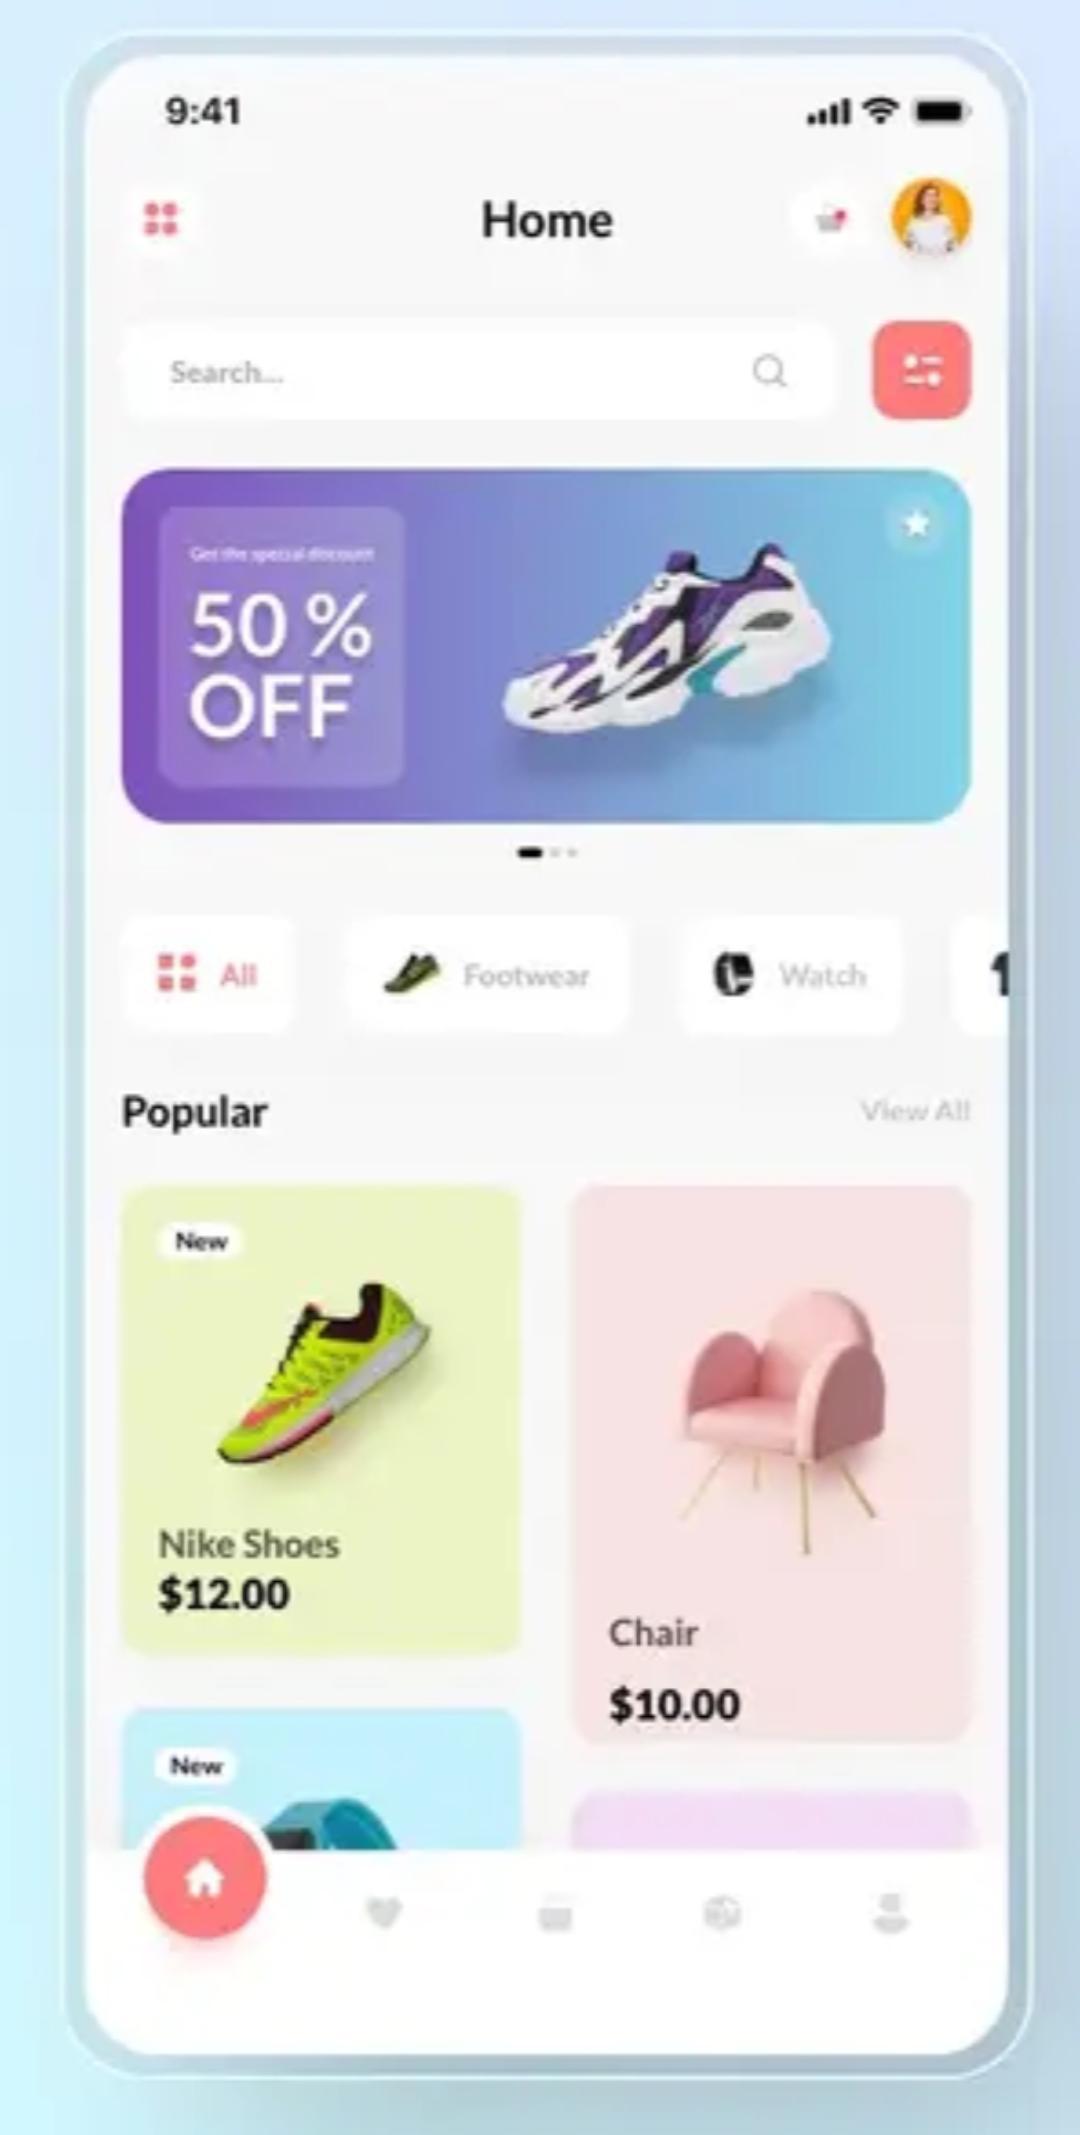 9:41
Home
Search...
Get the special discount
50 %
OFF
All
Footwear
Watch
Popular
View All
New
Nike Shoes
$12.00
Chair
$10.00
New